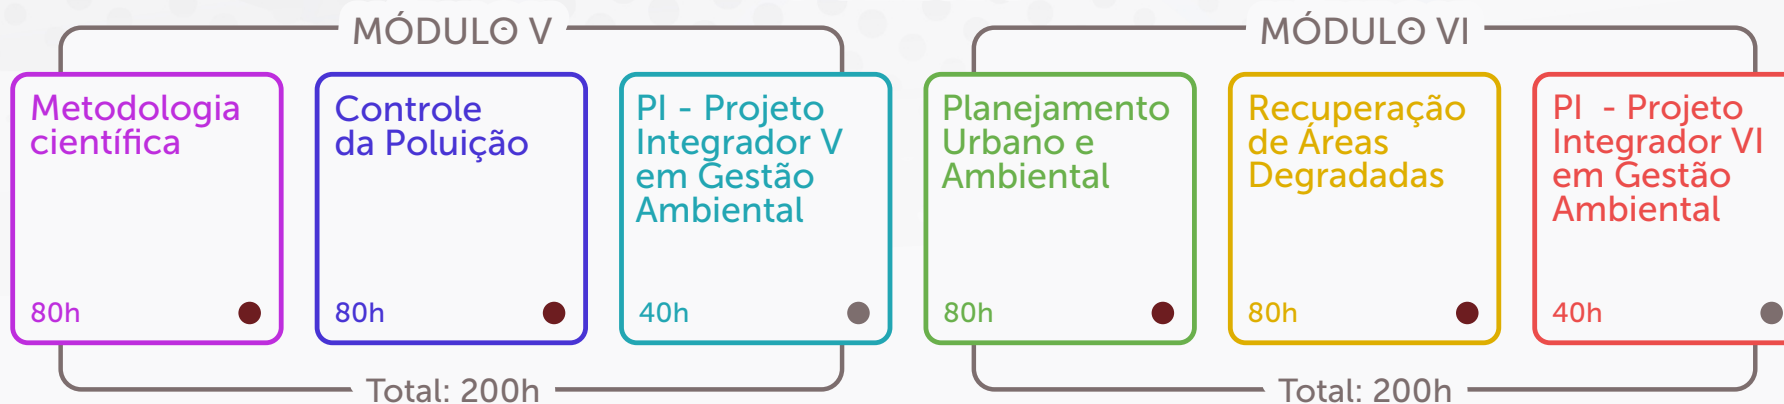 MÓDULO V
Metodologia
científica
80h
Controle
da Poluição
80h
PI - Projeto
Integrador V
em Gestão
Ambiental
40h
Total: 200h
MÓDULO VI
Planejamento
Urbano e
Ambiental
80h
Recuperação
de Áreas
Degradadas
80h
PI - Projeto
Integrador VI
em Gestão
Ambiental
40h
Total: 200h